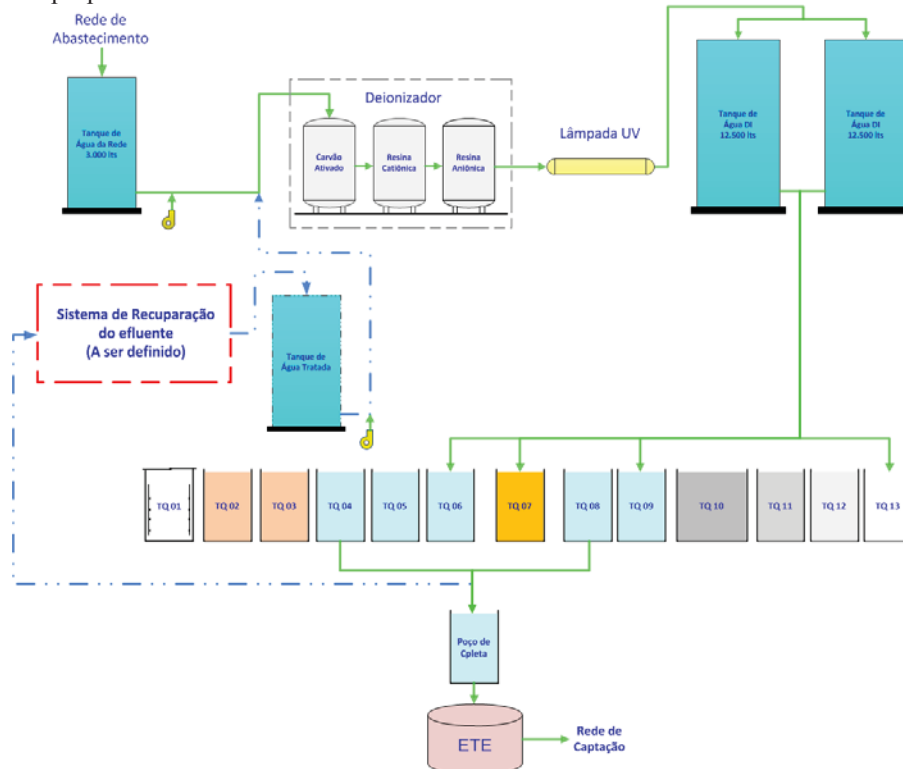 Rede de
Abastecimento
Tanque de
Água da Rede
3.000 lts
Deionizador
Carvão
Ativado
Resina
Catiônica
Resina
Aniônica
Lâmpada UV
Tanque de
Água DI
12.500 lts
Tanque de
Água DI
12.500 lts
Sistema de Recuparação
do efluente
(A ser definido)
Tanque de
Água Tratada
TQ 01
TQ 02
TQ 03
TQ 04
TQ 05
TQ 06
TQ 07
TQ 08
TQ 09
TQ 10
TQ 11
TQ 12
TQ 13
Poço de
Cpleta
ETE
Rede de
Captação